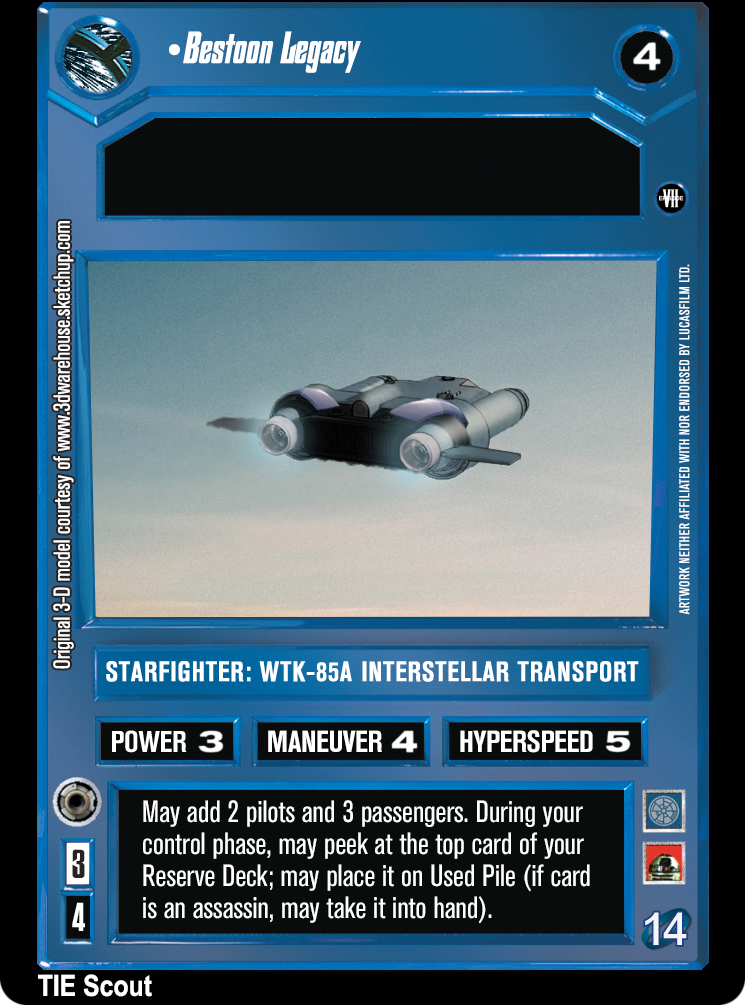 •Bestoon Legacy
4
EPISODE
VII
Original 3-D model courtesy of www.3dwarehouse.sketchup.com
ARTWORK NEITHER AFFILIATED WITH NOR ENDORSED BY LUCASFILM LTD.
STARFIGHTER: WTK-85A INTERSTELLAR TRANSPORT
POWER 3 MANEUVER 4 HYPERSPEED 5
May add 2 pilots and 3 passengers. During your
control phase, may peek at the top card of your
Reserve Deck; may place it on Used Pile (if card
is an assassin, may take it into hand).
3
4
14
TIE Scout